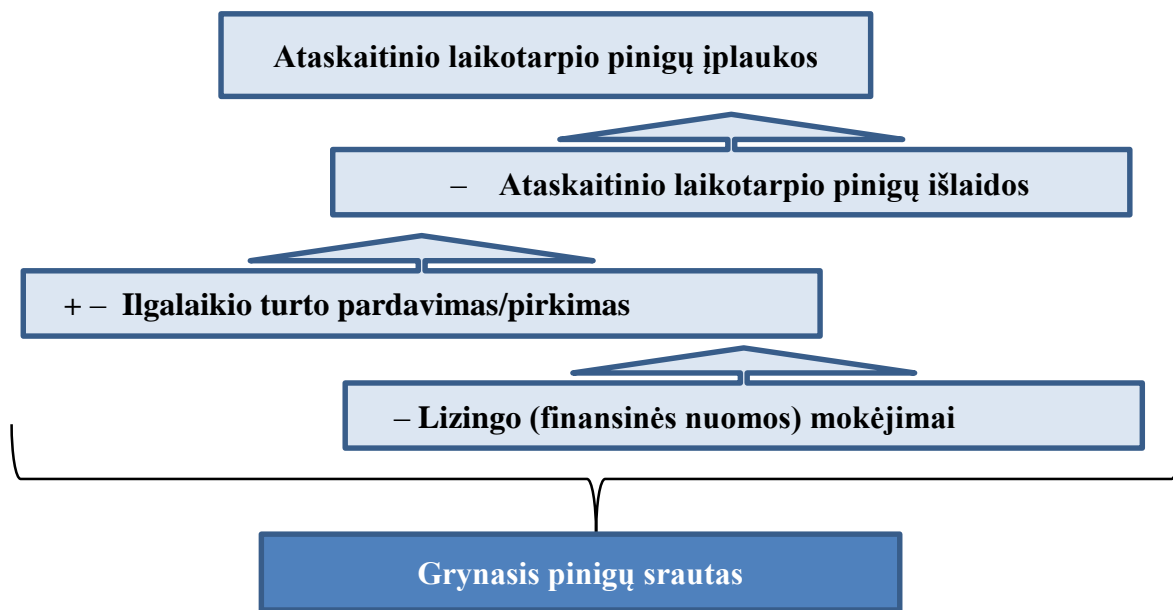 Ataskaitinio laikotarpio pinigų įplaukos
– Ataskaitinio laikotarpio pinigų išlaidos
+ – Ilgalaikio turto pardavimas/pirkimas
– Lizingo (finansinės nuomos) mokėjimai
Grynasis pinigų srautas